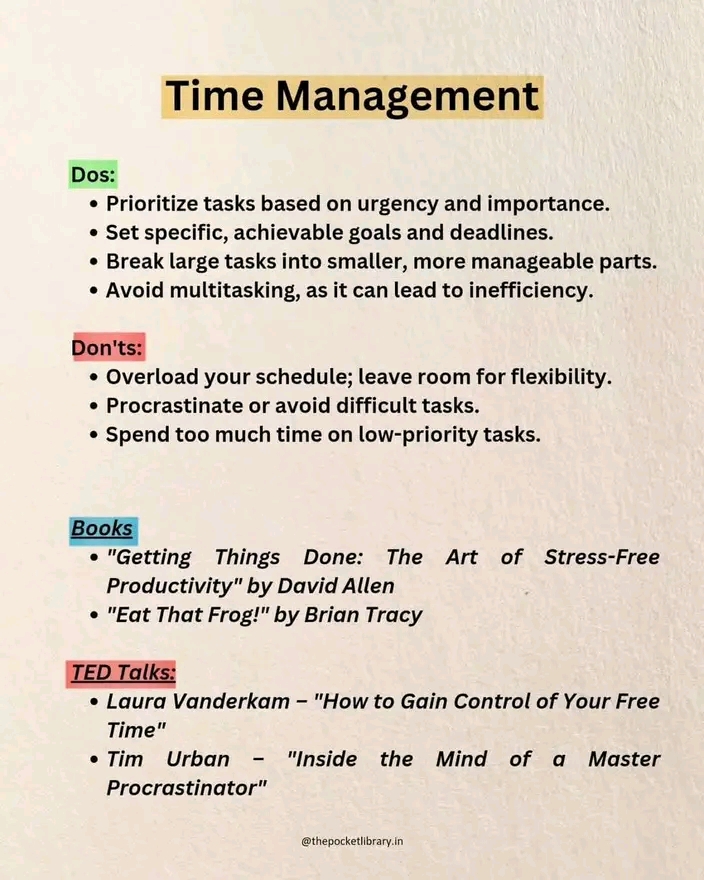 Time Management
Dos:
• Prioritize tasks based on urgency and importance.
• Set specific, achievable goals and deadlines.
• Break large tasks into smaller, more manageable parts.
• Avoid multitasking, as it can lead to inefficiency.
Don'ts:
• Overload your schedule; leave room for flexibility.
• Procrastinate or avoid difficult tasks.
• Spend too much time on low-priority tasks.
Books
• "Getting Things Done: The Art of Stress-Free
Productivity" by David Allen
• "Eat That Frog!" by Brian Tracy
TED Talks:
• Laura Vanderkam – "How to Gain Control of Your Free
Time"
• Tim Urban – "Inside the Mind of a Master
Procrastinator"
@thepocketlibrary.in